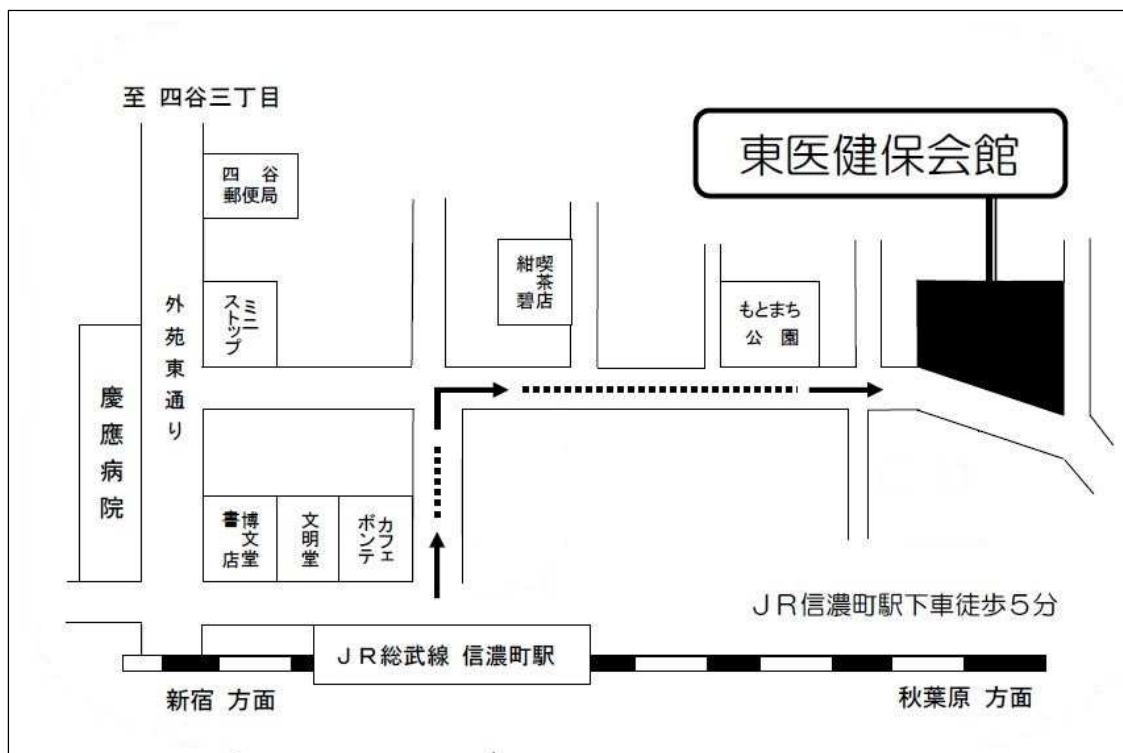 至 四谷三丁目
東医健保会館
四 谷
郵便局
喫茶店
紺 碧
ミニ
ストップ
もとまち
公 園
外苑東通り
慶應病院
博文堂
書 店
文明堂
カフェ
ボンテ
ＪＲ信濃町駅下車徒歩５分
ＪＲ総武線 信濃町駅
新宿 方面
秋葉原 方面